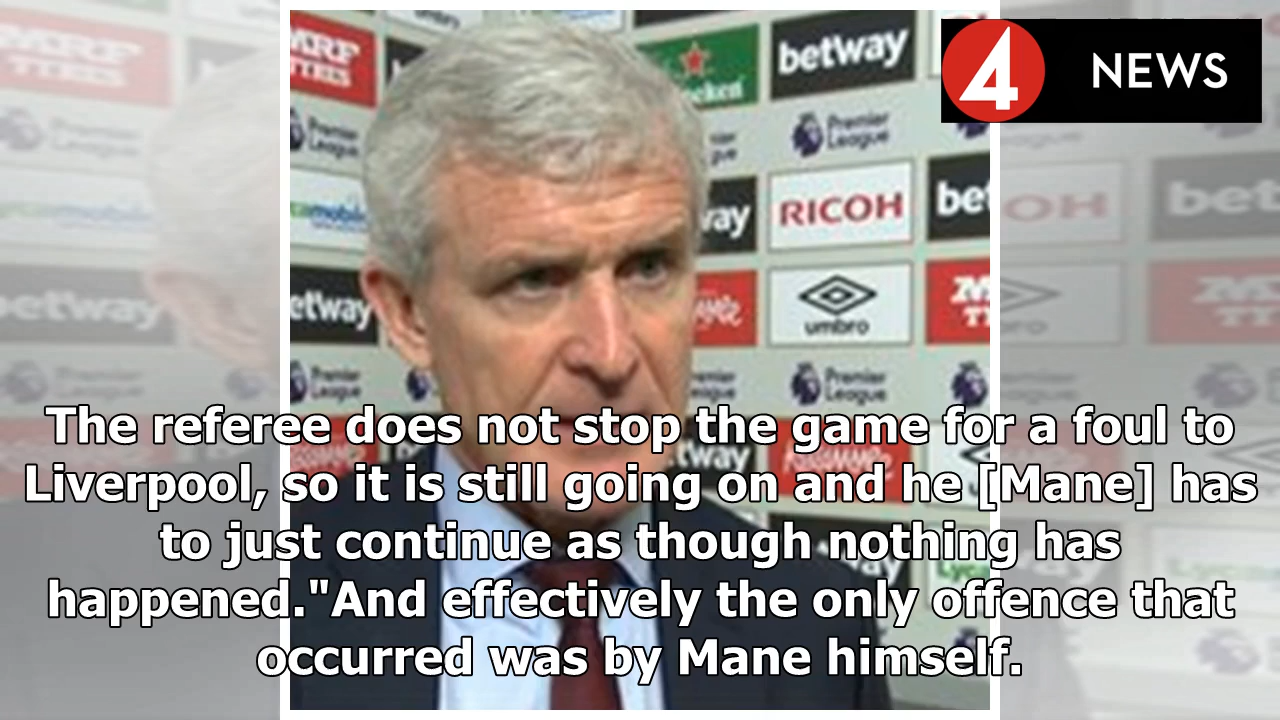 4 NEWS
MRF
TYRES
betway
Premier
League
RICOH
umbro
The referee does not stop the game for a foul to
Liverpool, so it is still going on and he [Mane] has
to just continue as though nothing has
happened."And effectively the only offence that
occurred was by Mane himself.